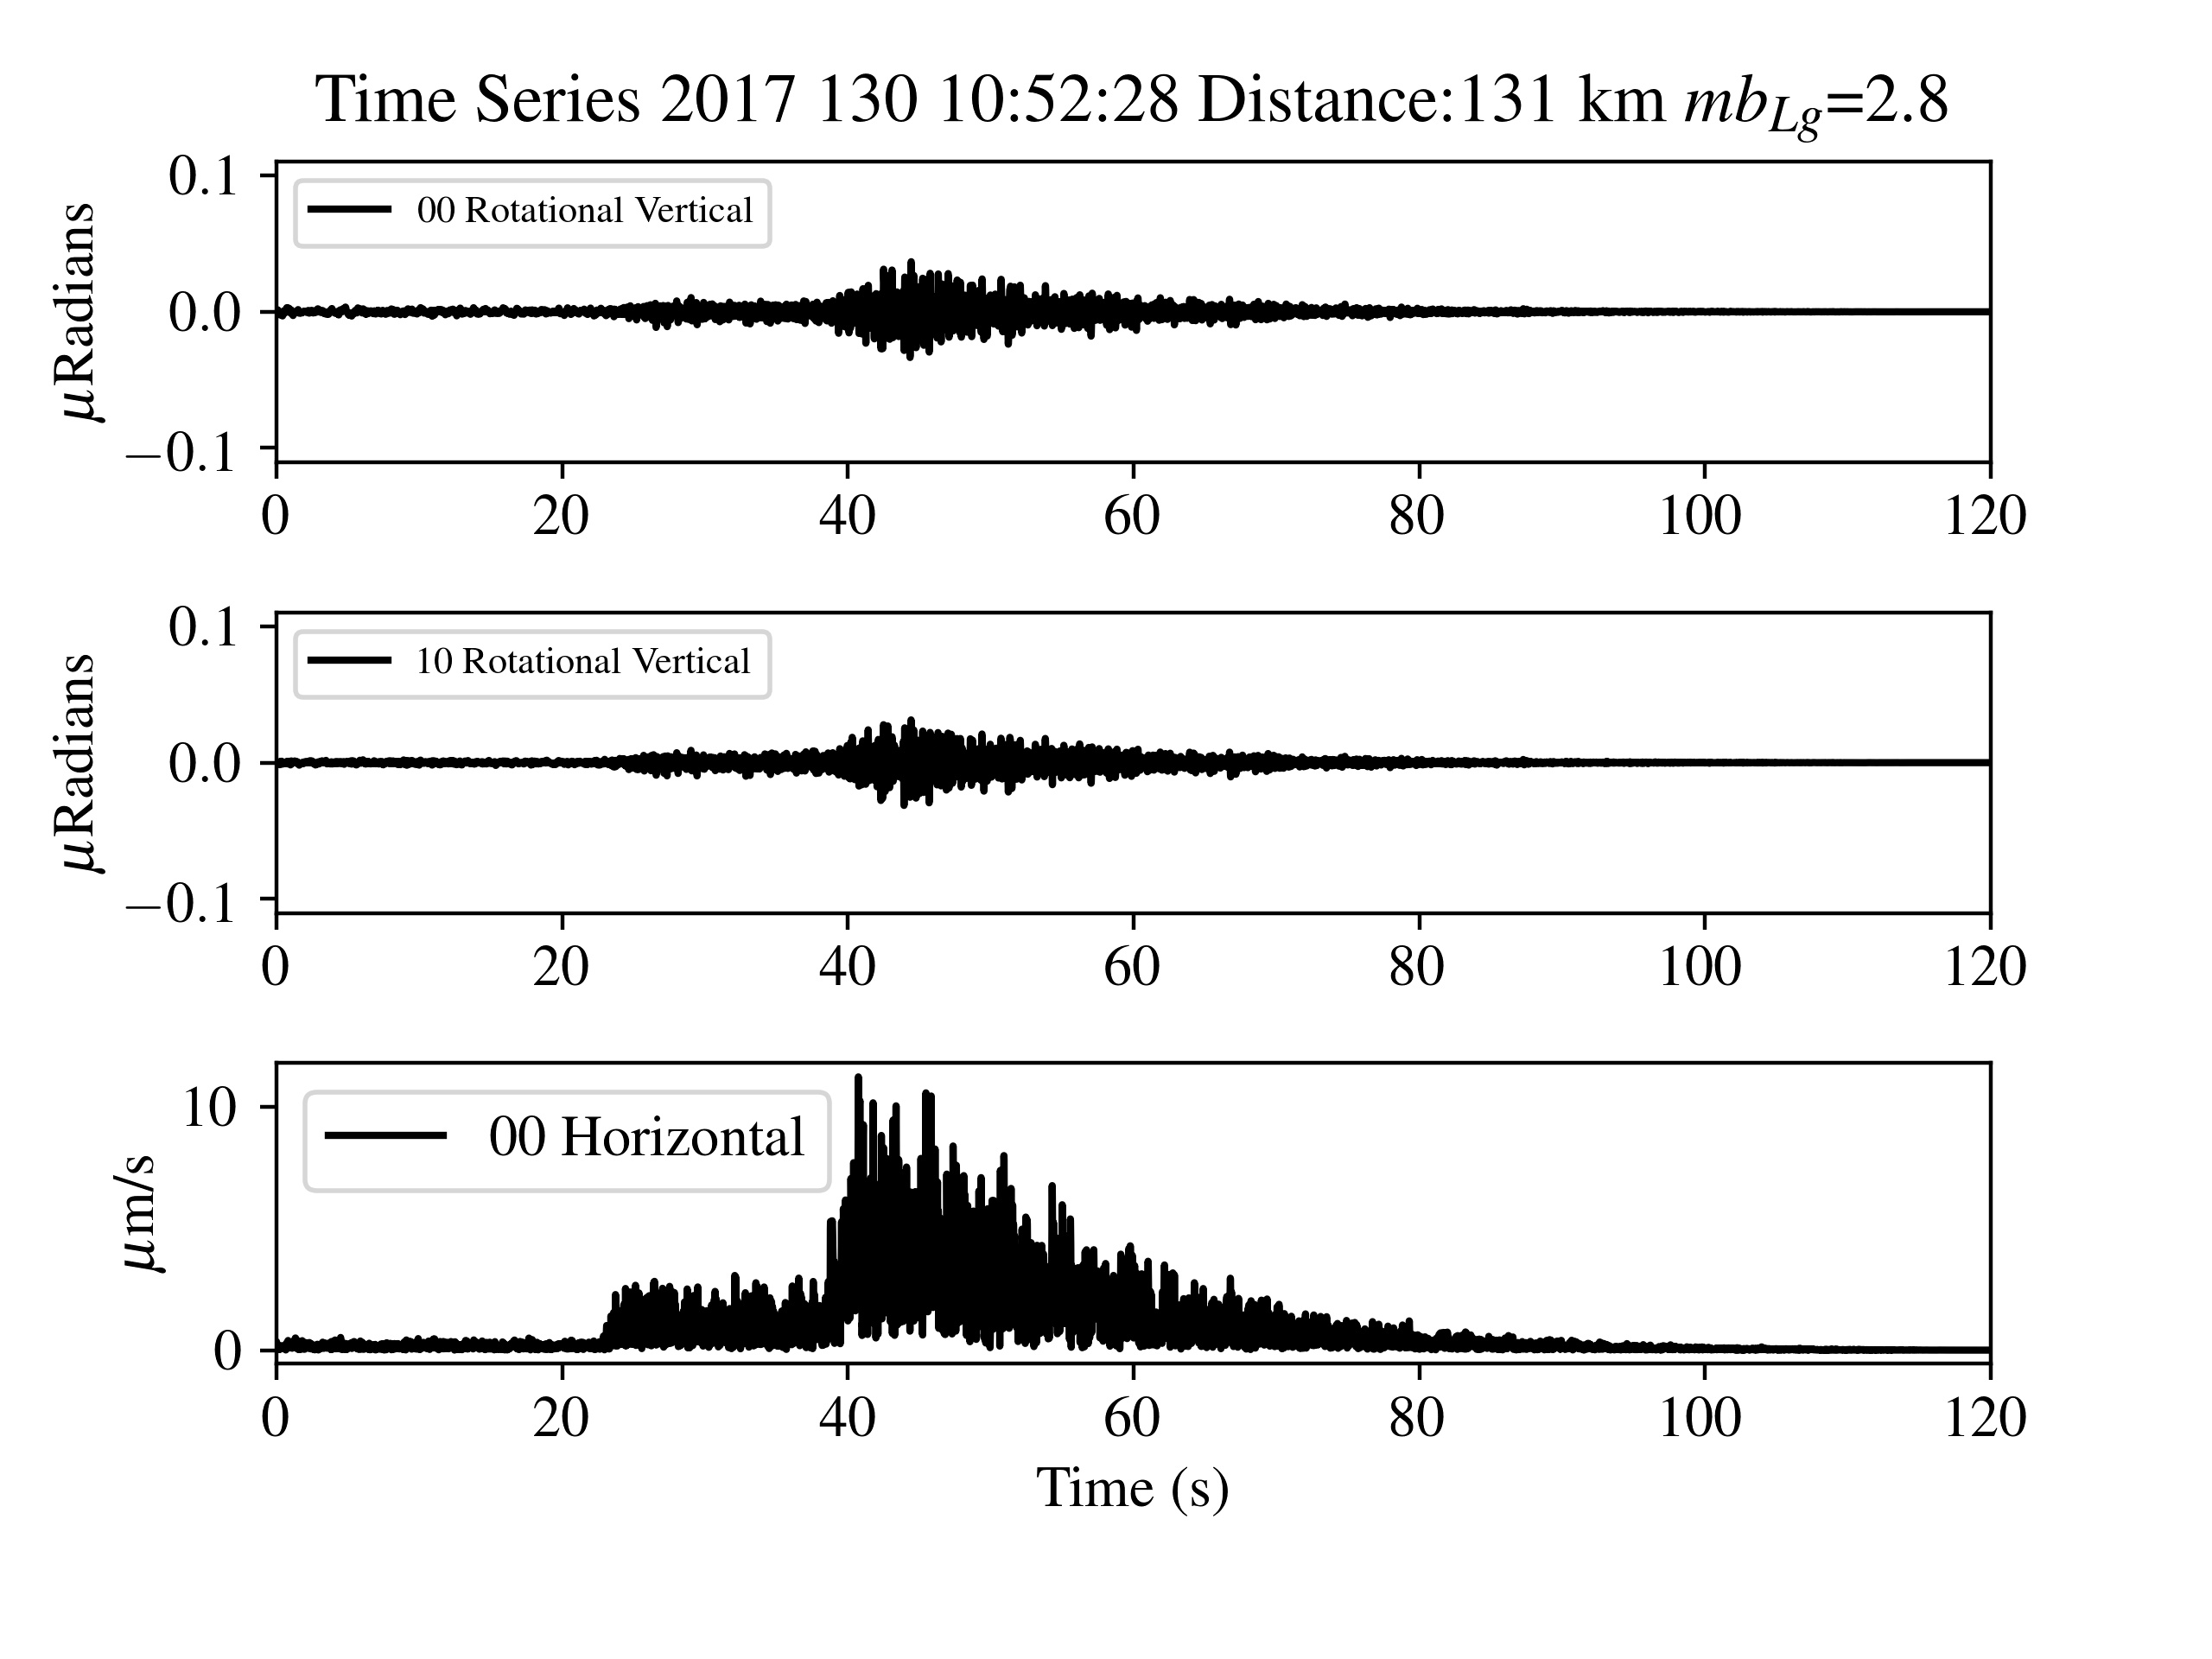 Time Series 2017 130 10:52:28 Distance:131 km mb_Lg=2.8
0.1
00 Rotational Vertical
μRadians
0.0
−0.1
0 20 40 60 80 100 120
0.1
10 Rotational Vertical
μRadians
0.0
−0.1
0 20 40 60 80 100 120
10
00 Horizontal
μm/s
0
0 20 40 60 80 100 120
Time (s)